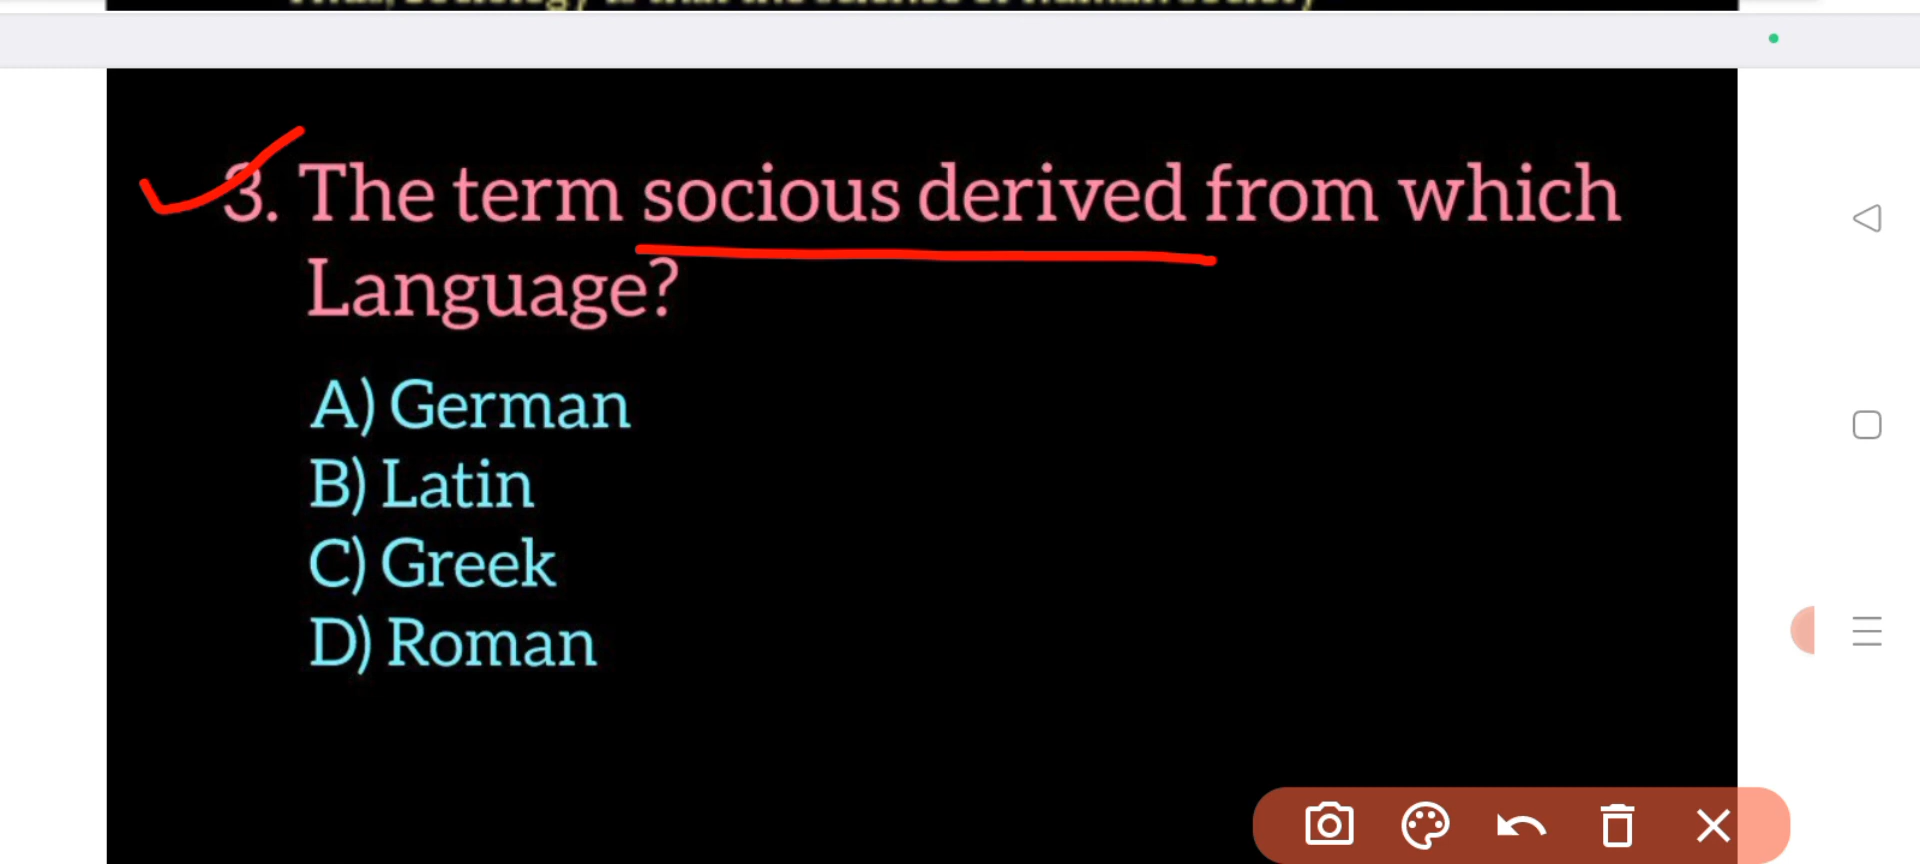 3. The term socious derived from which
Language?
A) German
B) Latin
C) Greek
D) Roman